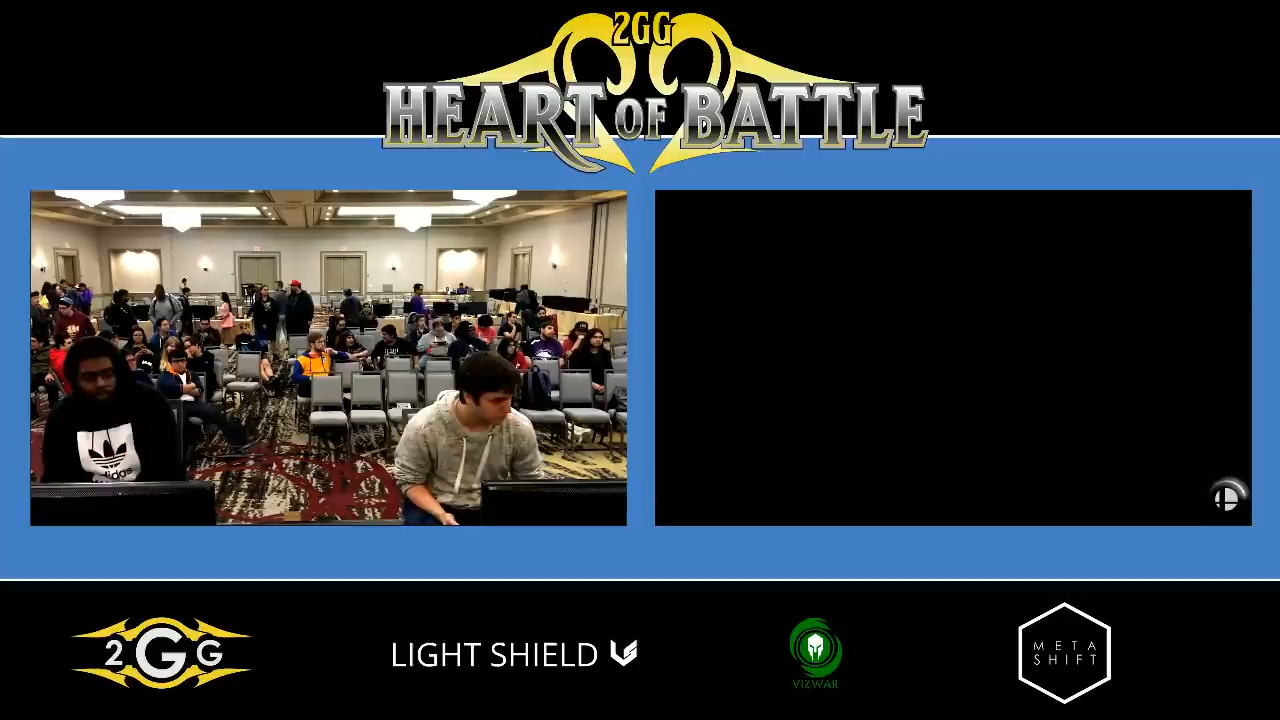 2GG
HEART OF BATTLE
adidas
2GG
LIGHT SHIELD
VIZWAR
META
SHIFT